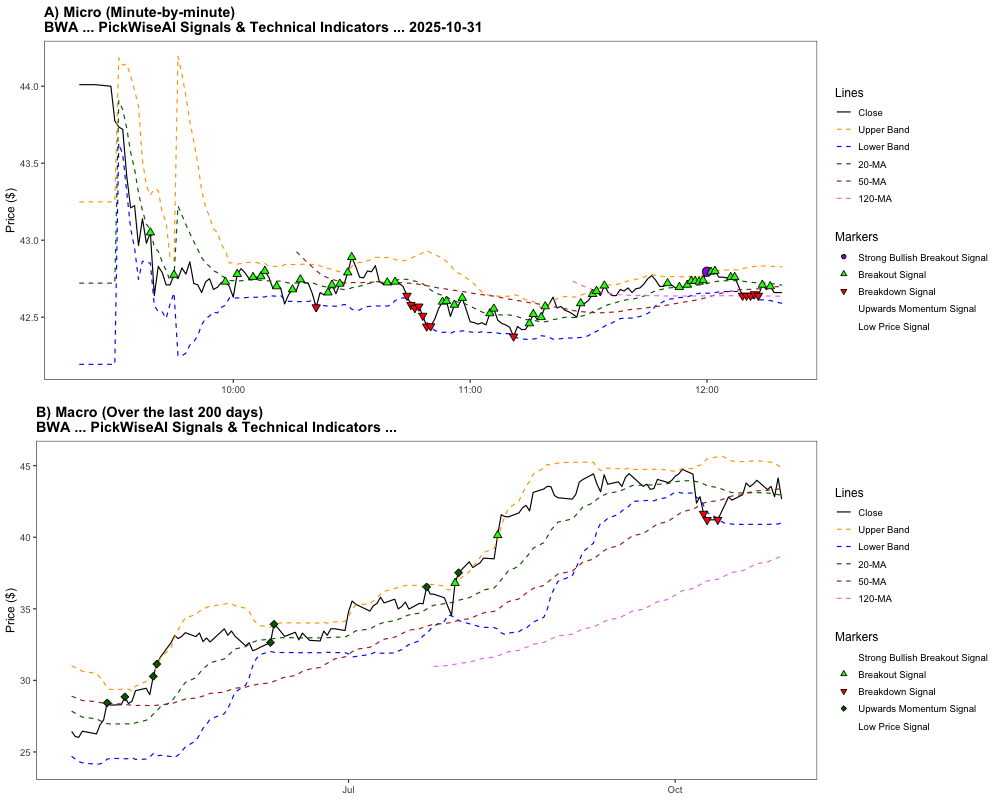 A) Micro (Minute-by-minute)
BWA ... PickWiseAI Signals & Technical Indicators ... 2025-10-31
Price ($)
44.0
43.5
43.0
42.5
10:00
11:00
12:00
Lines
Close
Upper Band
Lower Band
20-MA
50-MA
120-MA
Markers
Strong Bullish Breakout Signal
Breakout Signal
Breakdown Signal
Upwards Momentum Signal
Low Price Signal
B) Macro (Over the last 200 days)
BWA ... PickWiseAI Signals & Technical Indicators ...
Price ($)
45
40
35
30
25
Jul
Oct
Lines
Close
Upper Band
Lower Band
20-MA
50-MA
120-MA
Markers
Strong Bullish Breakout Signal
Breakout Signal
Breakdown Signal
Upwards Momentum Signal
Low Price Signal